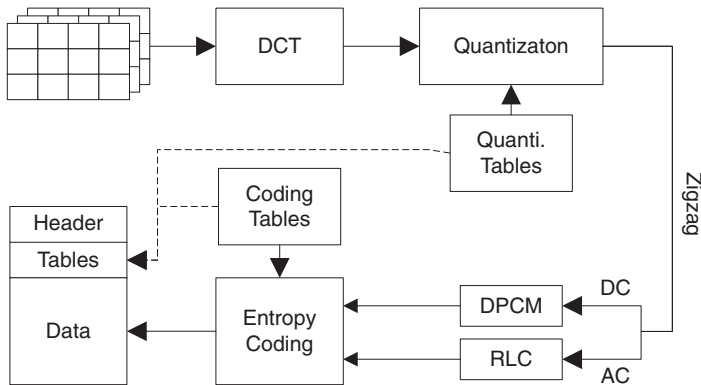 DCT
Quantizaton
Quanti.
Tables
Zigzag
Coding
Tables
Header
Tables
Data
Entropy
Coding
DPCM
DC
RLC
AC